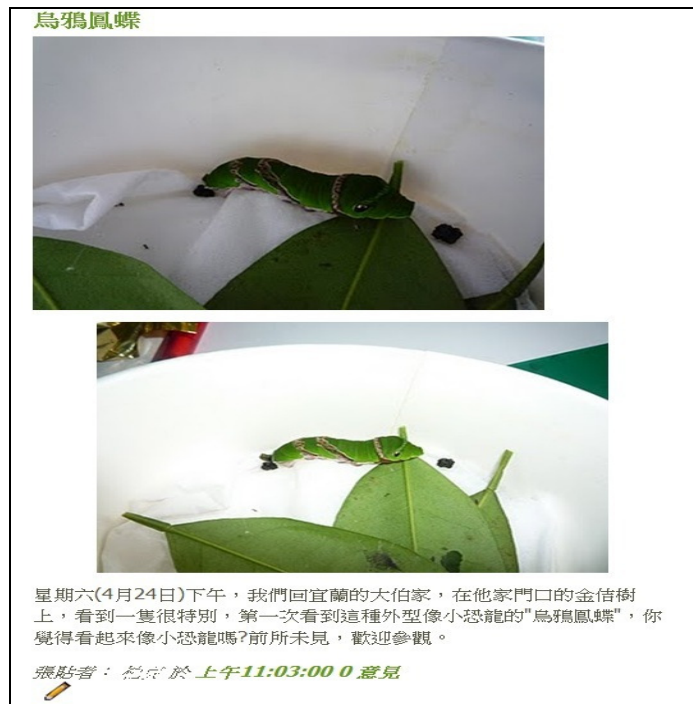 烏鴉鳳蝶
星期六(4月24日)下午，我們回宜蘭的大伯家，在他家門口的金桔樹
上，看到一隻很特別，第一次看到這種外型像小恐龍的"烏鴉鳳蝶"，你
覺得看起來像小恐龍嗎?前所未見，歡迎參觀。
張貼者： 於 上午11:03:00 0 意見